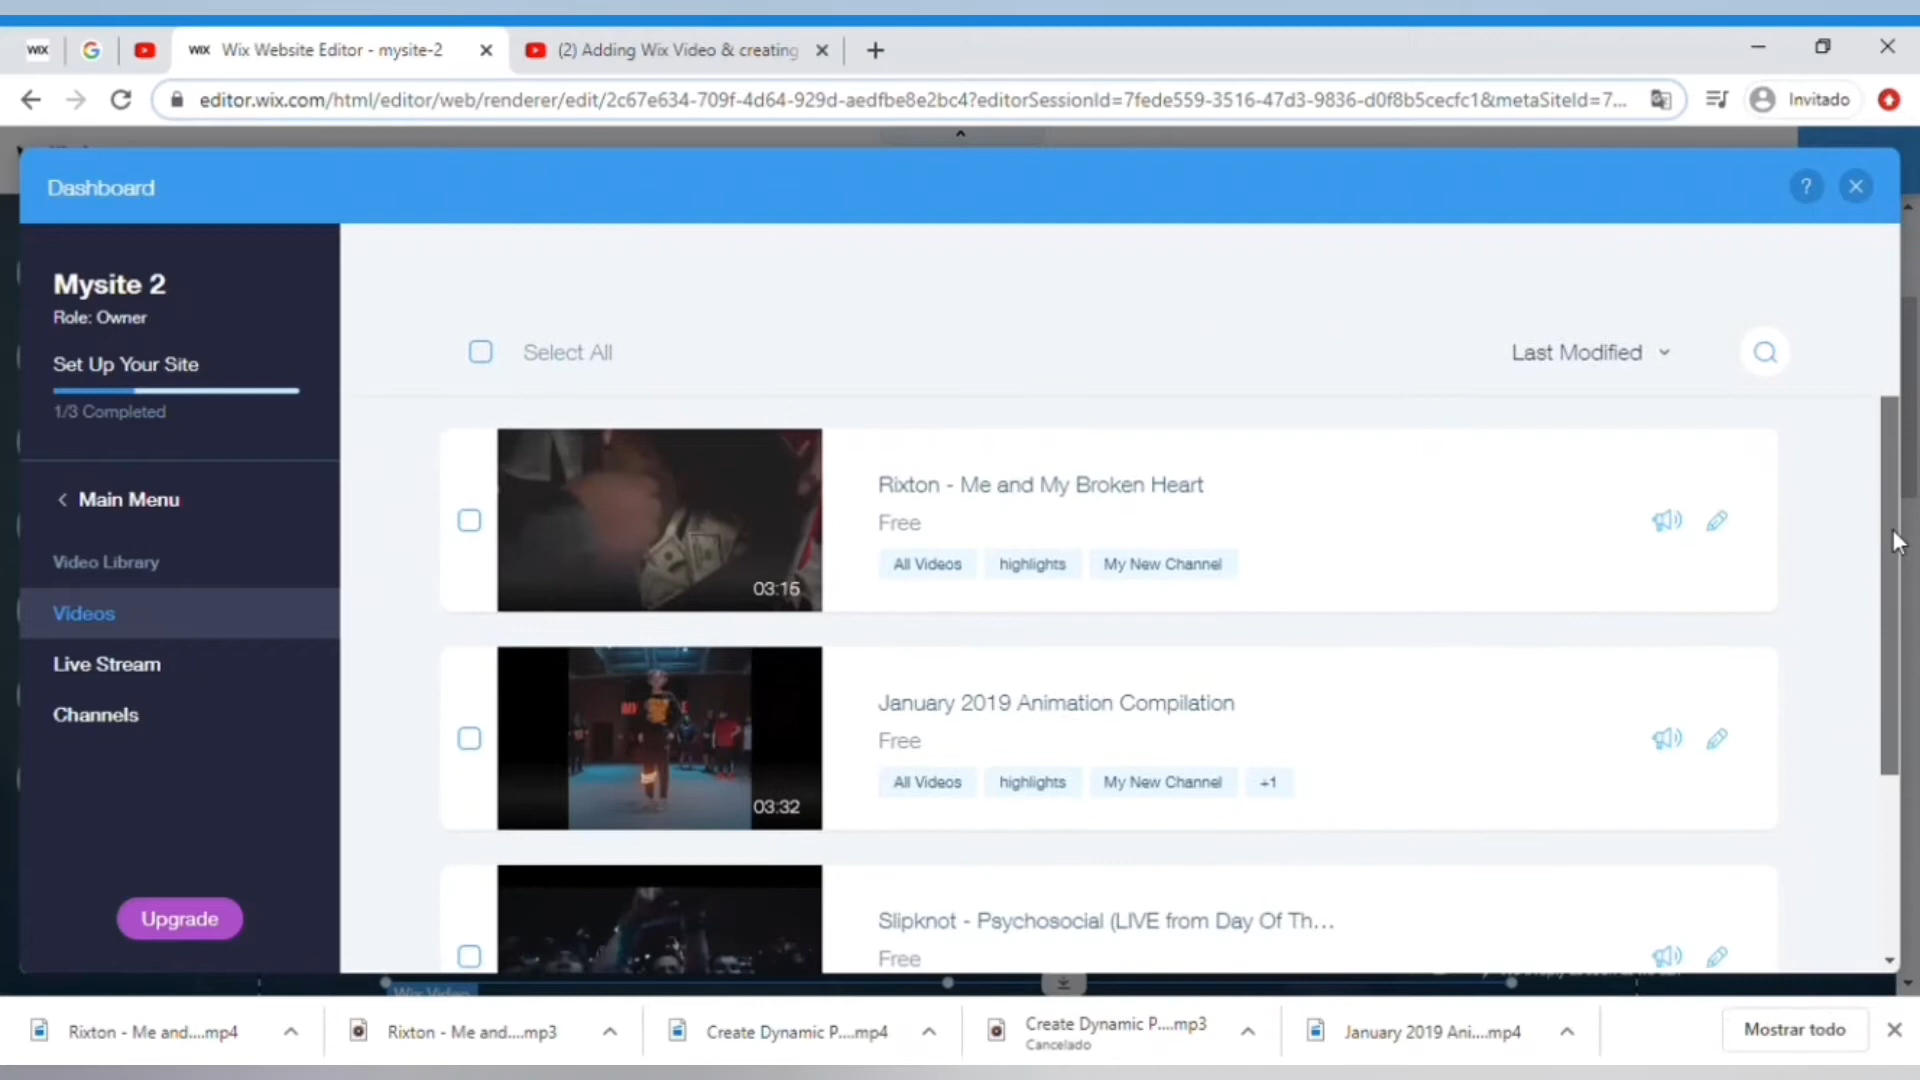 WIX
WIX Wix Website Editor - mysite-2
(2) Adding Wix Video & creating
editor.wix.com/html/editor/web/renderer/edit/2c67e634-709f-4d64-929d-aedfbe8e2bc4?editorSessionId=7fede559-3516-47d3-9836-d0f8b5cecfc1&metaSiteId=7...
Invitado
Dashboard
?
Mysite 2
Role: Owner
Set Up Your Site
1/3 Completed
Main Menu
Video Library
Videos
Live Stream
Channels
Upgrade
Select All
Last Modified
03:15
Rixton - Me and My Broken Heart
Free
All Videos highlights My New Channel
03:32
January 2019 Animation Compilation
Free
All Videos highlights My New Channel +1
Slipknot - Psychosocial (LIVE from Day Of Th...
Free
Wix Video
Rixton - Me and....mp4
Rixton - Me and....mp3
Create Dynamic P....mp4
Create Dynamic P....mp3
Cancelado
January 2019 Ani....mp4
Mostrar todo